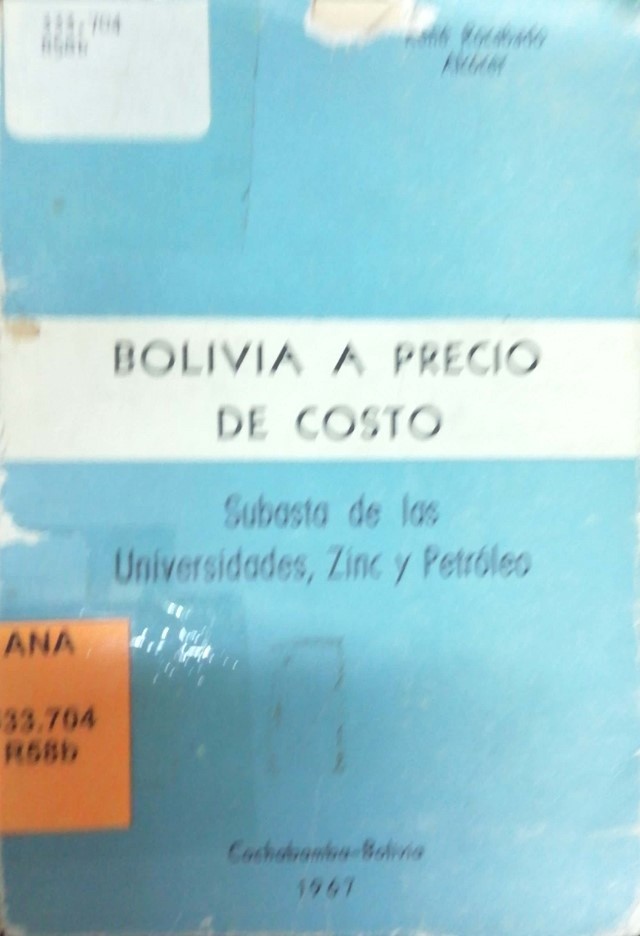 333.704
R58b
BOLIVIA A PRECIO
DE COSTO
Subasta de las
Universidades, Zinc y Petróleo
ANA
33.704
R58b
Cochabamba-Bolivia
1967